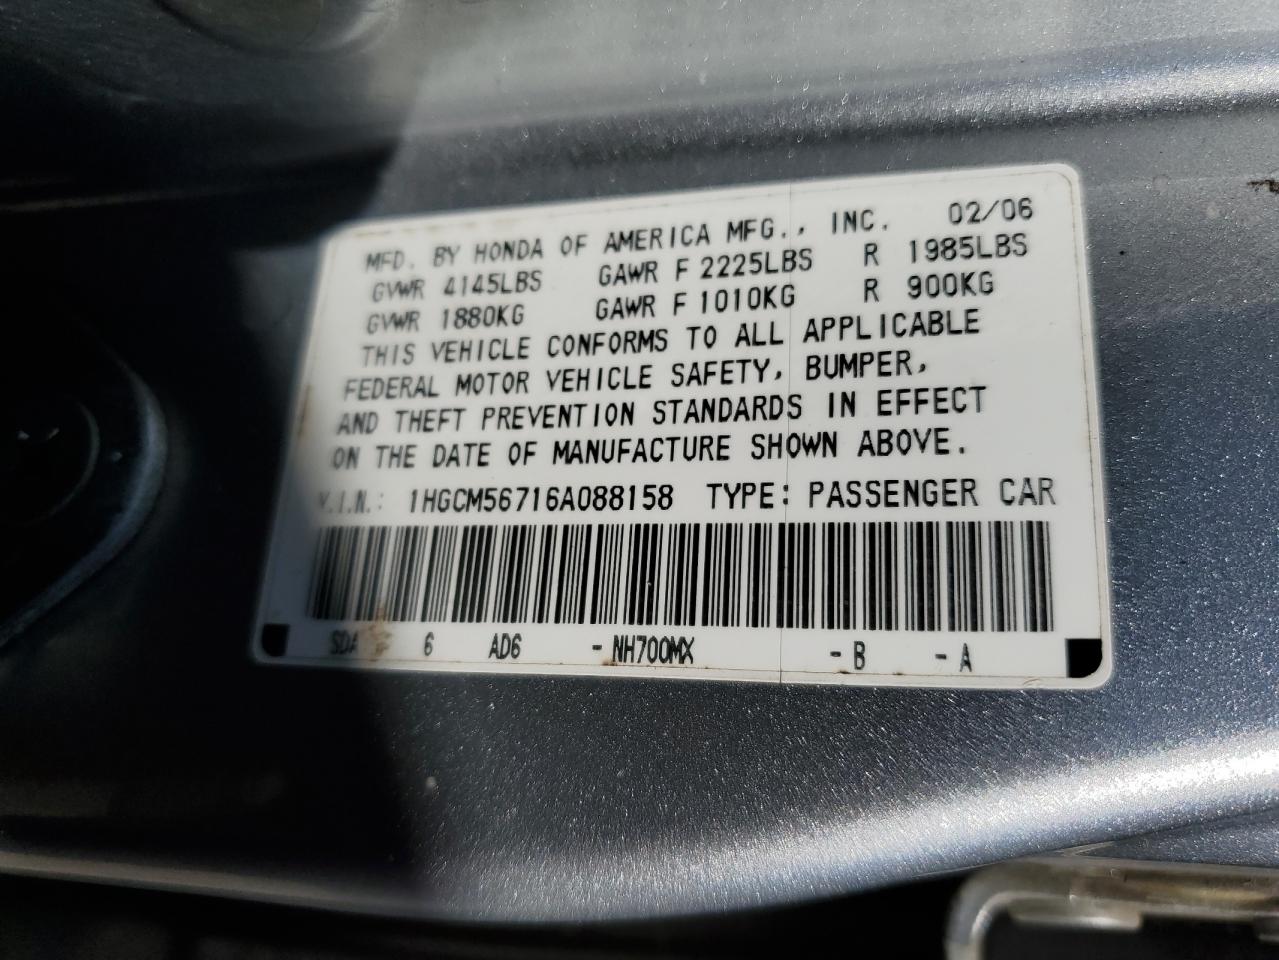 MFD. BY HONDA OF AMERICA MFG., INC. 02/06
GVWR 4145LBS GAWR F 2225LBS R 1985LBS
GVWR 1880KG GAWR F 1010KG R 900KG
THIS VEHICLE CONFORMS TO ALL APPLICABLE
FEDERAL MOTOR VEHICLE SAFETY, BUMPER,
AND THEFT PREVENTION STANDARDS IN EFFECT
ON THE DATE OF MANUFACTURE SHOWN ABOVE.
V.I.N.: 1HGCM56716A088158 TYPE: PASSENGER CAR
6 AD6 - NH700MX - B - A